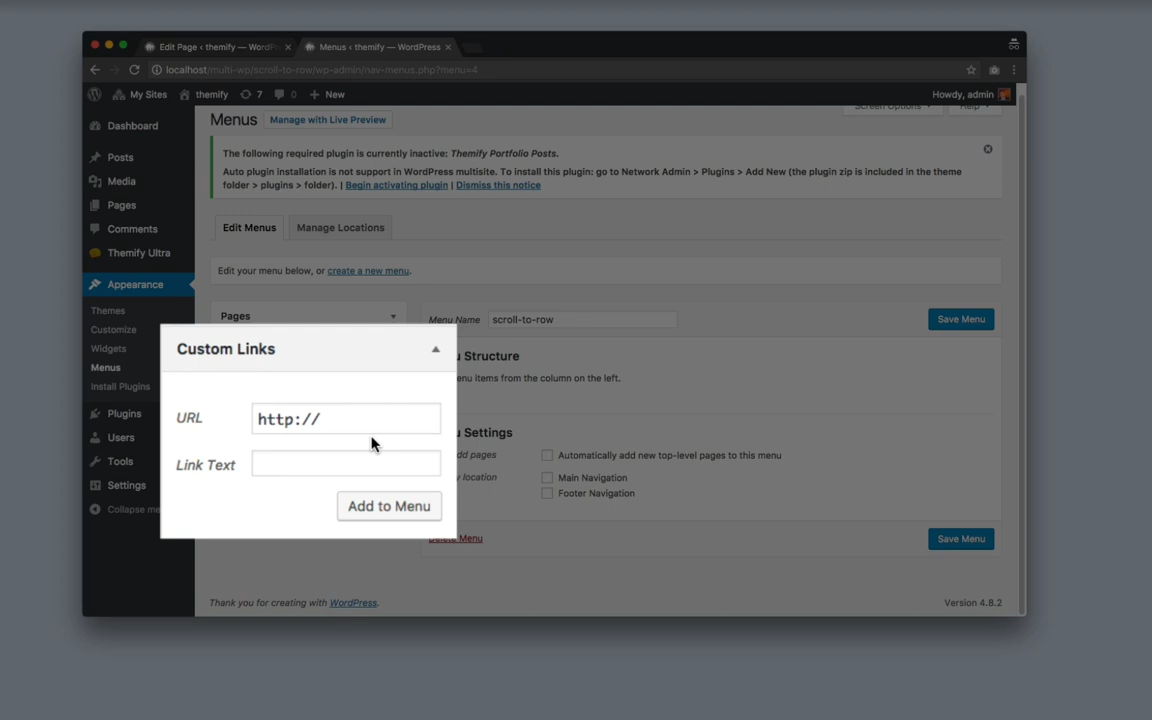 Edit Page ‹ themify — WordPr
Menus ‹ themify — WordPress
localhost/multi-wp/scroll-to-row/wp-admin/nav-menus.php?menu=4
My Sites themify 7 0 New Howdy, admin
Screen Options Help
Menus Manage with Live Preview
The following required plugin is currently inactive: Themify Portfolio Posts.
Auto plugin installation is not support in WordPress multisite. To install this plugin: go to Network Admin > Plugins > Add New (the plugin zip is included in the theme
folder > plugins > folder). | Begin activating plugin | Dismiss this notice
Dashboard
Posts
Media
Pages
Comments
Themify Ultra
Appearance
Themes
Customize
Widgets
Menus
Install Plugins
Plugins
Users
Tools
Settings
Collapse me
Edit Menus Manage Locations
Edit your menu below, or create a new menu.
Pages
Menu Name scroll-to-row Save Menu
Custom Links
URL http://
Link Text
Add to Menu
u Structure
enu items from the column on the left.
u Settings
dd pages Automatically add new top-level pages to this menu
y location Main Navigation
Footer Navigation
Delete Menu Save Menu
Thank you for creating with WordPress. Version 4.8.2